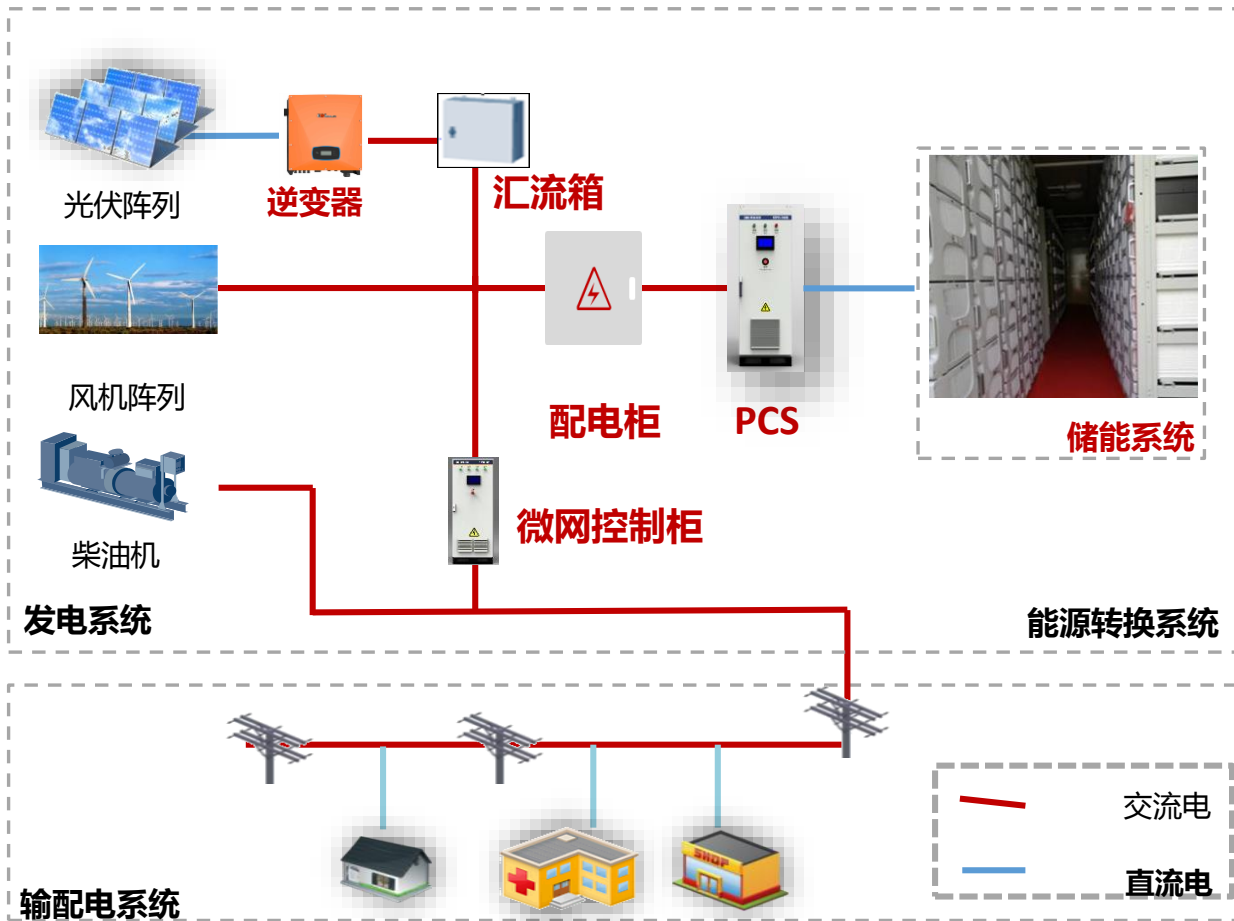 光伏阵列
逆变器
汇流箱
风机阵列
配电柜
PCS
储能系统
柴油机
微网控制柜
发电系统
能源转换系统
SHOP
交流电
直流电
输配电系统